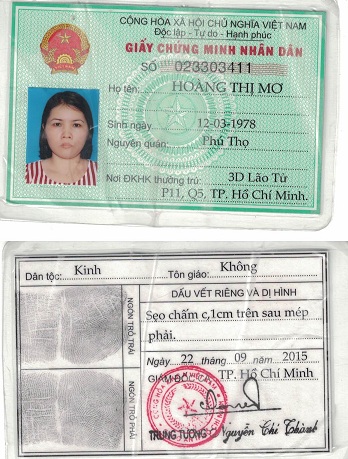 CỘNG HÒA XÃ HỘI CHỦ NGHĨA VIỆT NAM
Độc lập - Tự do - Hạnh phúc
GIẤY CHỨNG MINH NHÂN DÂN
SỐ 023303411
Họ tên: HOÀNG THỊ MƠ
Sinh ngày 12-03-1978
Nguyên quán: Phú Thọ
Nơi ĐKHK thường trú: 3D Lão Tử
P11, Q5, TP. Hồ Chí Minh.
Dân tộc: Kinh Tôn giáo: Không
NGÓN TRỎ TRÁI
NGÓN TRỎ PHẢI
DẤU VẾT RIÊNG VÀ DỊ HÌNH
Sẹo chấm c,1cm trên sau mép
phải.
Ngày 22 tháng 09 năm 2015
GIÁM ĐỐC CA TP. Hồ Chí Minh
TRUNG TƯỚNG Nguyễn Chí Thành